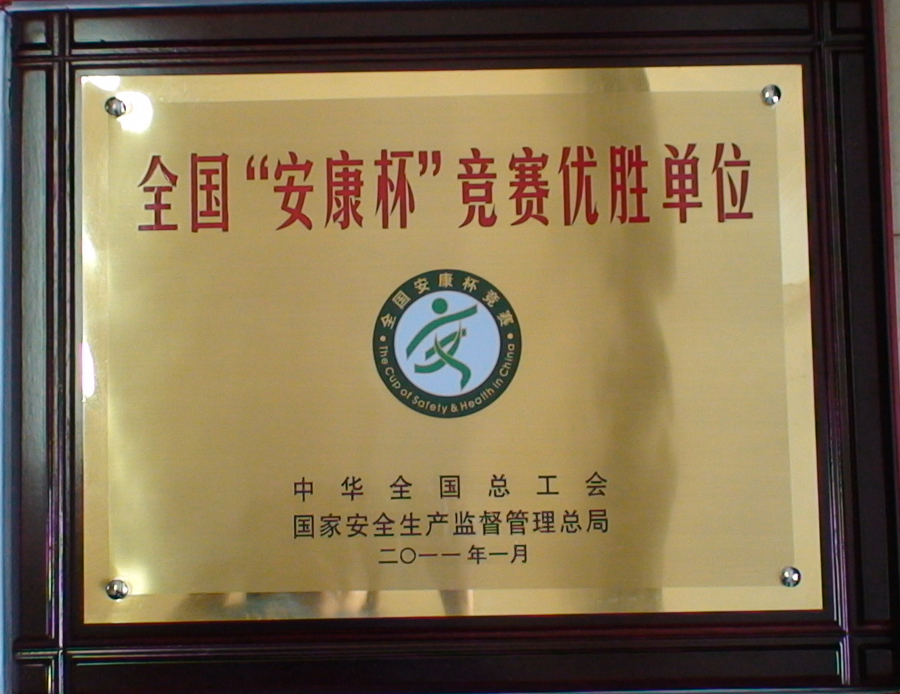 全国“安康杯”竞赛优胜单位
全国安康杯竞赛
The Cup of Safety & Health in China
中华全国总工会
国家安全生产监督管理总局
二〇一一年一月